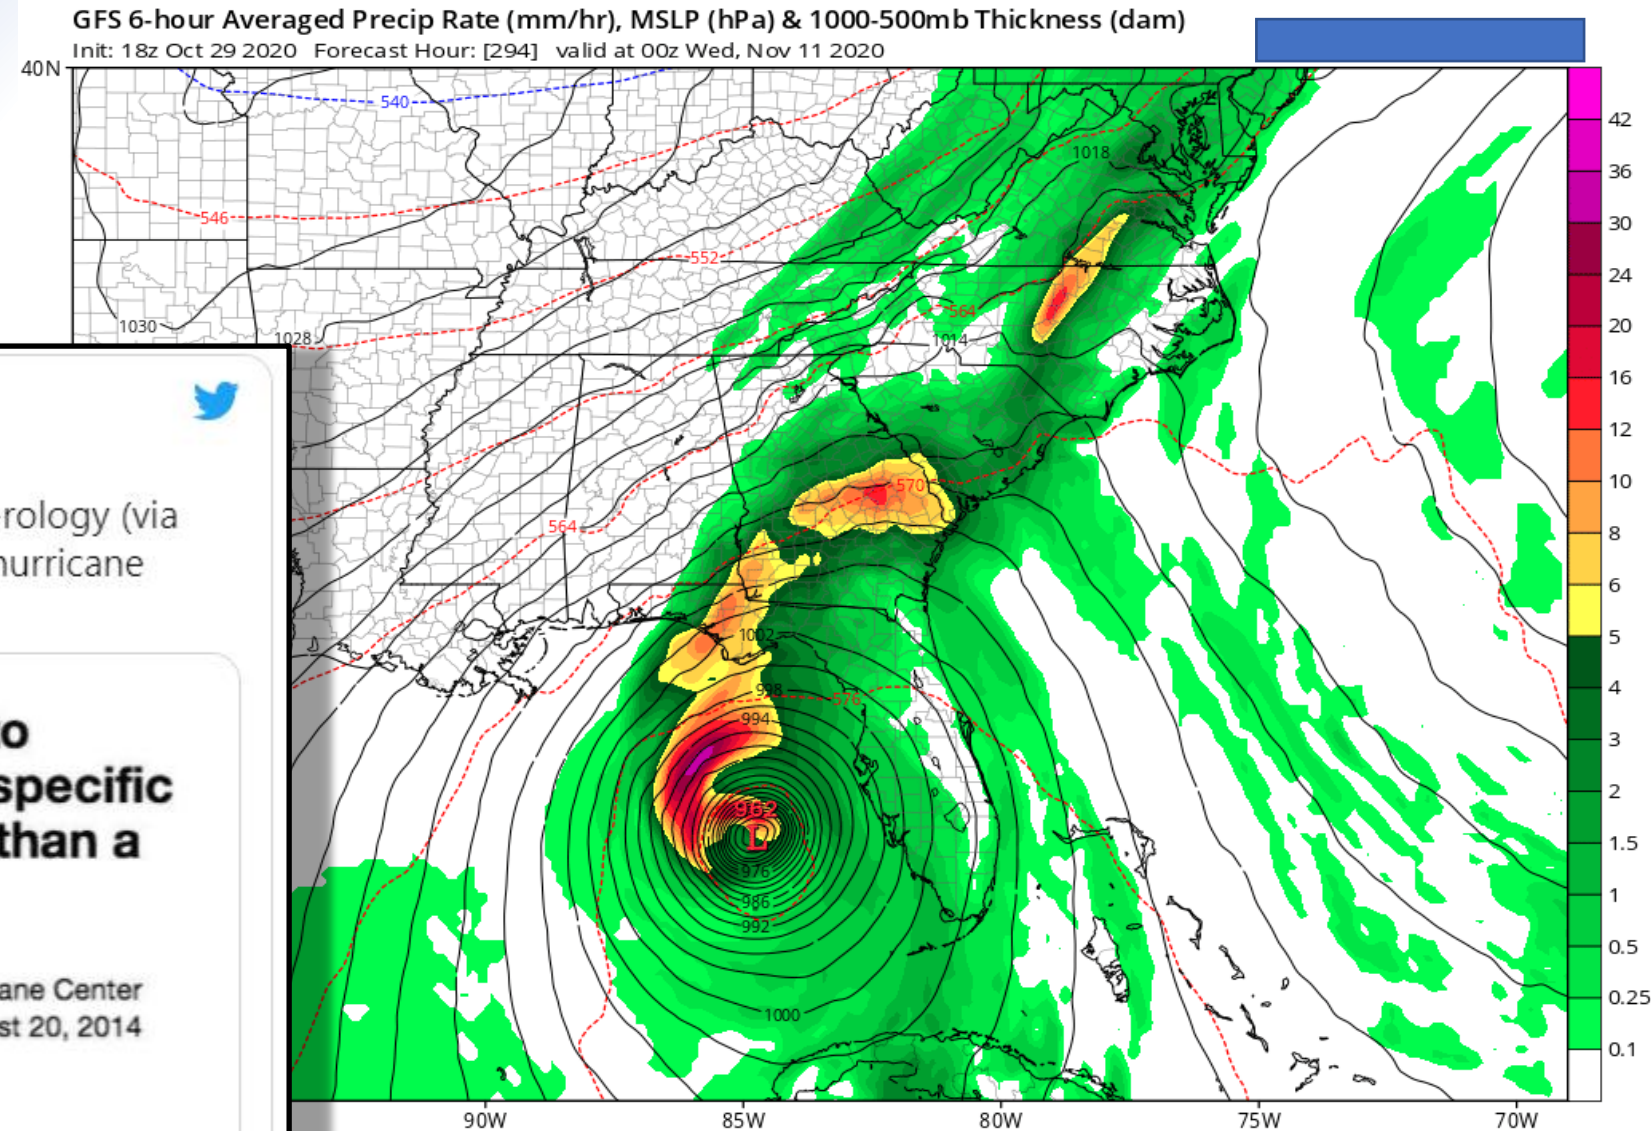 GFS 6-hour Averaged Precip Rate (mm/hr), MSLP (hPa) & 1000-500mb Thickness (dam)
Init: 18z Oct 29 2020 Forecast Hour: [294] valid at 00z Wed, Nov 11 2020
40N
540
546
552
564
1018
1014
1030
1028
570
564
1002
998
576
994
962
L
976
986
992
1000
42
36
30
24
20
16
12
10
8
6
5
4
3
2
1.5
1
0.5
0.25
0.1
90W
85W
80W
75W
70W
rology (via
hurricane
o
specific
than a
ane Center
st 20, 2014